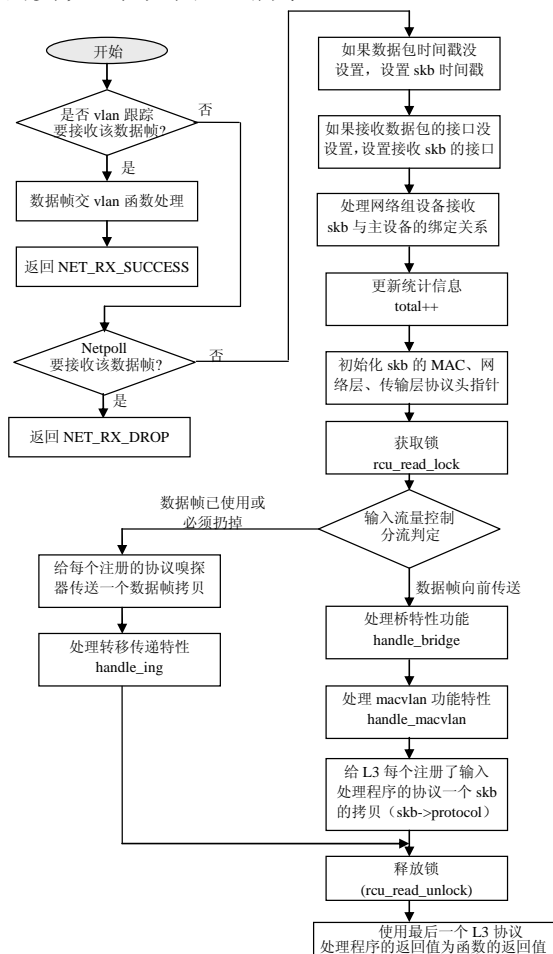 开始
是否 vlan 跟踪
要接收该数据帧?
否
是
数据帧交 vlan 函数处理
返回 NET_RX_SUCCESS
Netpoll
要接收该数据帧?
否
是
返回 NET_RX_DROP
如果数据包时间戳没
设置，设置 skb 时间戳
如果接收数据包的接口没
设置，设置接收 skb 的接口
处理网络组设备接收
skb 与主设备的绑定关系
更新统计信息
total++
初始化 skb 的 MAC、网
络层、传输层协议头指针
获取锁
rcu_read_lock
输入流量控制
分流判定
数据帧已使用或
必须扔掉
给每个注册的协议嗅探
器传送一个数据帧拷贝
处理转移传递特性
handle_ing
数据帧向前传送
处理桥特性功能
handle_bridge
处理 macvlan 功能特性
handle_macvlan
给 L3 每个注册了输入
处理程序的协议一个 skb
的拷贝（skb->protocol）
释放锁
(rcu_read_unlock)
使用最后一个 L3 协议
处理程序的返回值为函数的返回值